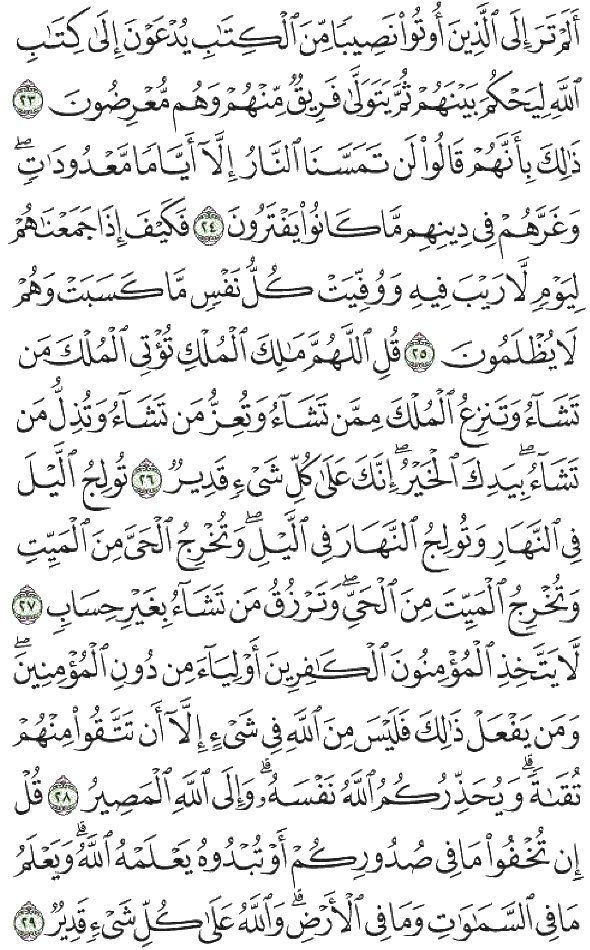 أَلَمْ تَرَ إِلَى ٱلَّذِينَ أُوتُوا۟ نَصِيبًا مِّنَ ٱلْكِتَٰبِ يُدْعَوْنَ إِلَىٰ كِتَٰبِ
ٱللَّهِ لِيَحْكُمَ بَيْنَهُمْ ثُمَّ يَتَوَلَّىٰ فَرِيقٌ مِّنْهُمْ وَهُم مُّعْرِضُونَ ٢٣
ذَٰلِكَ بِأَنَّهُمْ قَالُوا۟ لَن تَمَسَّنَا ٱلنَّارُ إِلَّآ أَيَّامًا مَّعْدُودَٰتٍ ۖ
وَغَرَّهُمْ فِى دِينِهِم مَّا كَانُوا۟ يَفْتَرُونَ ٢٤ فَكَيْفَ إِذَا جَمَعْنَٰهُمْ
لِيَوْمٍ لَّا رَيْبَ فِيهِ وَوُفِّيَتْ كُلُّ نَفْسٍ مَّا كَسَبَتْ وَهُمْ
لَا يُظْلَمُونَ ٢٥ قُلِ ٱللَّهُمَّ مَٰلِكَ ٱلْمُلْكِ تُؤْتِى ٱلْمُلْكَ مَن
تَشَآءُ وَتَنزِعُ ٱلْمُلْكَ مِمَّن تَشَآءُ وَتُعِزُّ مَن تَشَآءُ وَتُذِلُّ مَن
تَشَآءُ ۖ بِيَدِكَ ٱلْخَيْرُ ۖ إِنَّكَ عَلَىٰ كُلِّ شَىْءٍ قَدِيرٌ ٢٦ تُولِجُ ٱلَّيْلَ
فِى ٱلنَّهَارِ وَتُولِجُ ٱلنَّهَارَ فِى ٱلَّيْلِ ۖ وَتُخْرِجُ ٱلْحَىَّ مِنَ ٱلْمَيِّتِ
وَتُخْرِجُ ٱلْمَيِّتَ مِنَ ٱلْحَىِّ ۖ وَتَرْزُقُ مَن تَشَآءُ بِغَيْرِ حِسَابٍ ٢٧
لَّا يَتَّخِذِ ٱلْمُؤْمِنُونَ ٱلْكَٰفِرِينَ أَوْلِيَآءَ مِن دُونِ ٱلْمُؤْمِنِينَ ۖ
وَمَن يَفْعَلْ ذَٰلِكَ فَلَيْسَ مِنَ ٱللَّهِ فِى شَىْءٍ إِلَّآ أَن تَتَّقُوا۟ مِنْهُمْ
تُقَىٰةً ۗ وَيُحَذِّرُكُمُ ٱللَّهُ نَفْسَهُۥ ۗ وَإِلَى ٱللَّهِ ٱلْمَصِيرُ ٢٨ قُلْ
إِن تُخْفُوا۟ مَا فِى صُدُورِكُمْ أَوْ تُبْدُوهُ يَعْلَمْهُ ٱللَّهُ ۗ وَيَعْلَمُ
مَا فِى ٱلسَّمَٰوَٰتِ وَمَا فِى ٱلْأَرْضِ ۗ وَٱللَّهُ عَلَىٰ كُلِّ شَىْءٍ قَدِيرٌ ٢٩